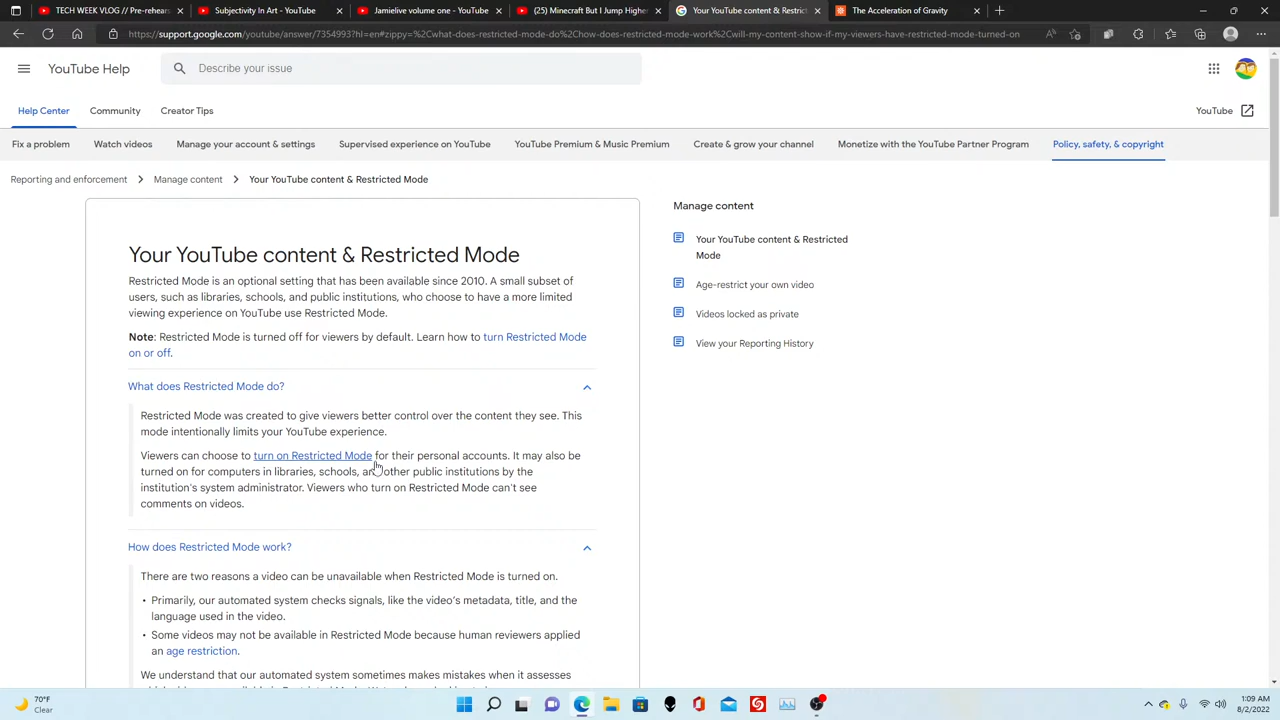 TECH WEEK VLOG // Pre-rehears
Subjectivity In Art - YouTube
Jamielive volume one - YouTube
(25) Minecraft But I Jump Higher
Your YouTube content & Restrict
The Acceleration of Gravity
https://support.google.com/youtube/answer/7354993?hl=en#zippy=%2Cwhat-does-restricted-mode-do%2Chow-does-restricted-mode-work%2Cwill-my-content-show-if-my-viewers-have-restricted-mode-turned-on
YouTube Help
Describe your issue
Help Center
Community
Creator Tips
YouTube
Fix a problem
Watch videos
Manage your account & settings
Supervised experience on YouTube
YouTube Premium & Music Premium
Create & grow your channel
Monetize with the YouTube Partner Program
Policy, safety, & copyright
Reporting and enforcement
Manage content
Your YouTube content & Restricted Mode
Your YouTube content & Restricted Mode
Restricted Mode is an optional setting that has been available since 2010. A small subset of
users, such as libraries, schools, and public institutions, who choose to have a more limited
viewing experience on YouTube use Restricted Mode.
Note: Restricted Mode is turned off for viewers by default. Learn how to turn Restricted Mode
on or off.
What does Restricted Mode do?
Restricted Mode was created to give viewers better control over the content they see. This
mode intentionally limits your YouTube experience.
Viewers can choose to turn on Restricted Mode for their personal accounts. It may also be
turned on for computers in libraries, schools, and other public institutions by the
institution's system administrator. Viewers who turn on Restricted Mode can't see
comments on videos.
How does Restricted Mode work?
There are two reasons a video can be unavailable when Restricted Mode is turned on.
• Primarily, our automated system checks signals, like the video's metadata, title, and the
language used in the video.
• Some videos may not be available in Restricted Mode because human reviewers applied
an age restriction.
We understand that our automated system sometimes makes mistakes when it assesses
Manage content
Your YouTube content & Restricted
Mode
Age-restrict your own video
Videos locked as private
View your Reporting History
70°F
Clear
1:09 AM
8/2/2022